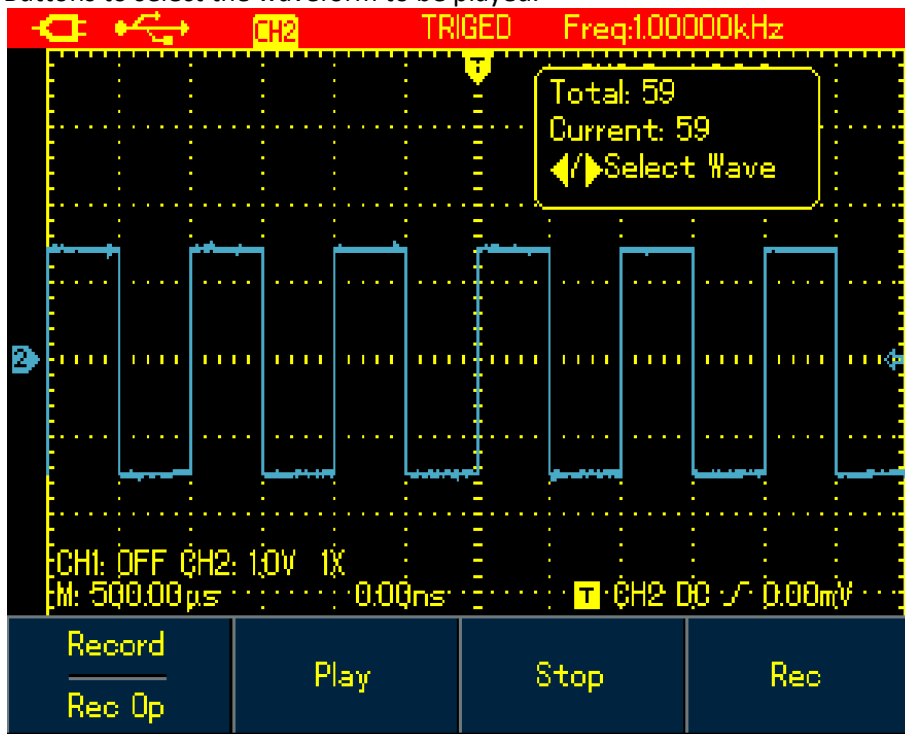 Buttons to select the waveform to be played.
CH2 TRIGED Freq:1.00000kHz
T
Total: 59
Current: 59
◀/▶Select Wave
2
CH1: OFF CH2: 1.0V 1X
M: 500.00µs 0.00ns T CH2 DC 0.00mV
Record Play Stop Rec
Rec Op